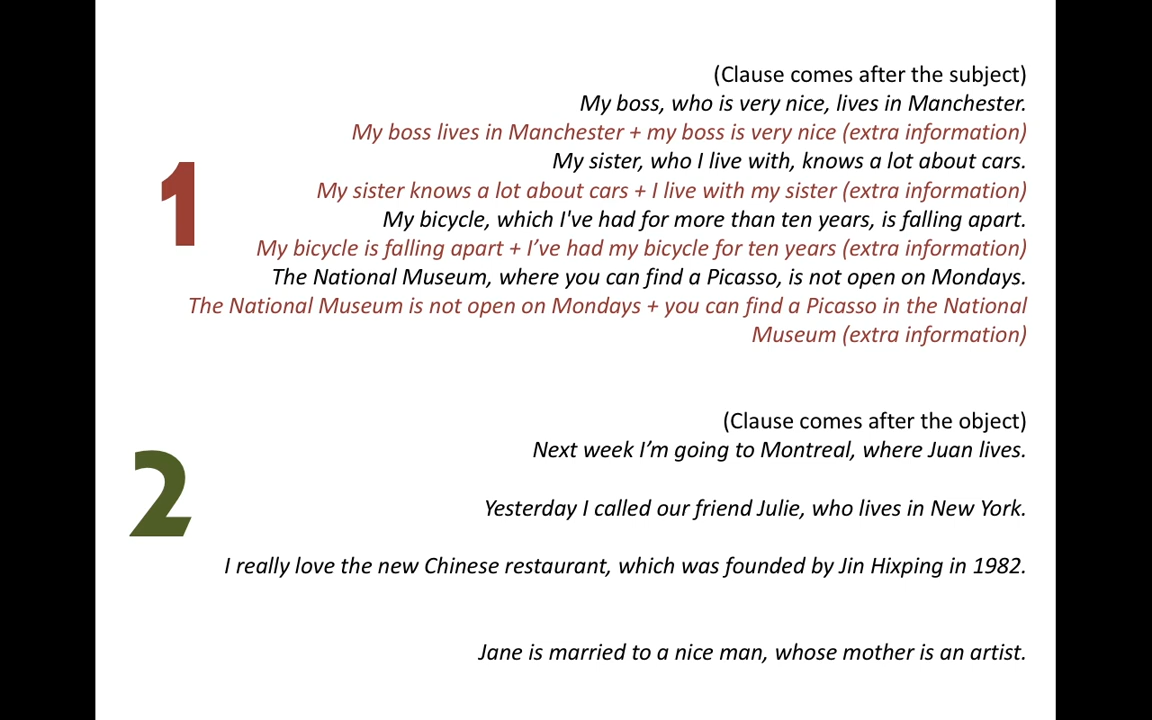 1
(Clause comes after the subject)
My boss, who is very nice, lives in Manchester.
My boss lives in Manchester + my boss is very nice (extra information)
My sister, who I live with, knows a lot about cars.
My sister knows a lot about cars + I live with my sister (extra information)
My bicycle, which I've had for more than ten years, is falling apart.
My bicycle is falling apart + I’ve had my bicycle for ten years (extra information)
The National Museum, where you can find a Picasso, is not open on Mondays.
The National Museum is not open on Mondays + you can find a Picasso in the National
Museum (extra information)
2
(Clause comes after the object)
Next week I’m going to Montreal, where Juan lives.
Yesterday I called our friend Julie, who lives in New York.
I really love the new Chinese restaurant, which was founded by Jin Hixping in 1982.
Jane is married to a nice man, whose mother is an artist.